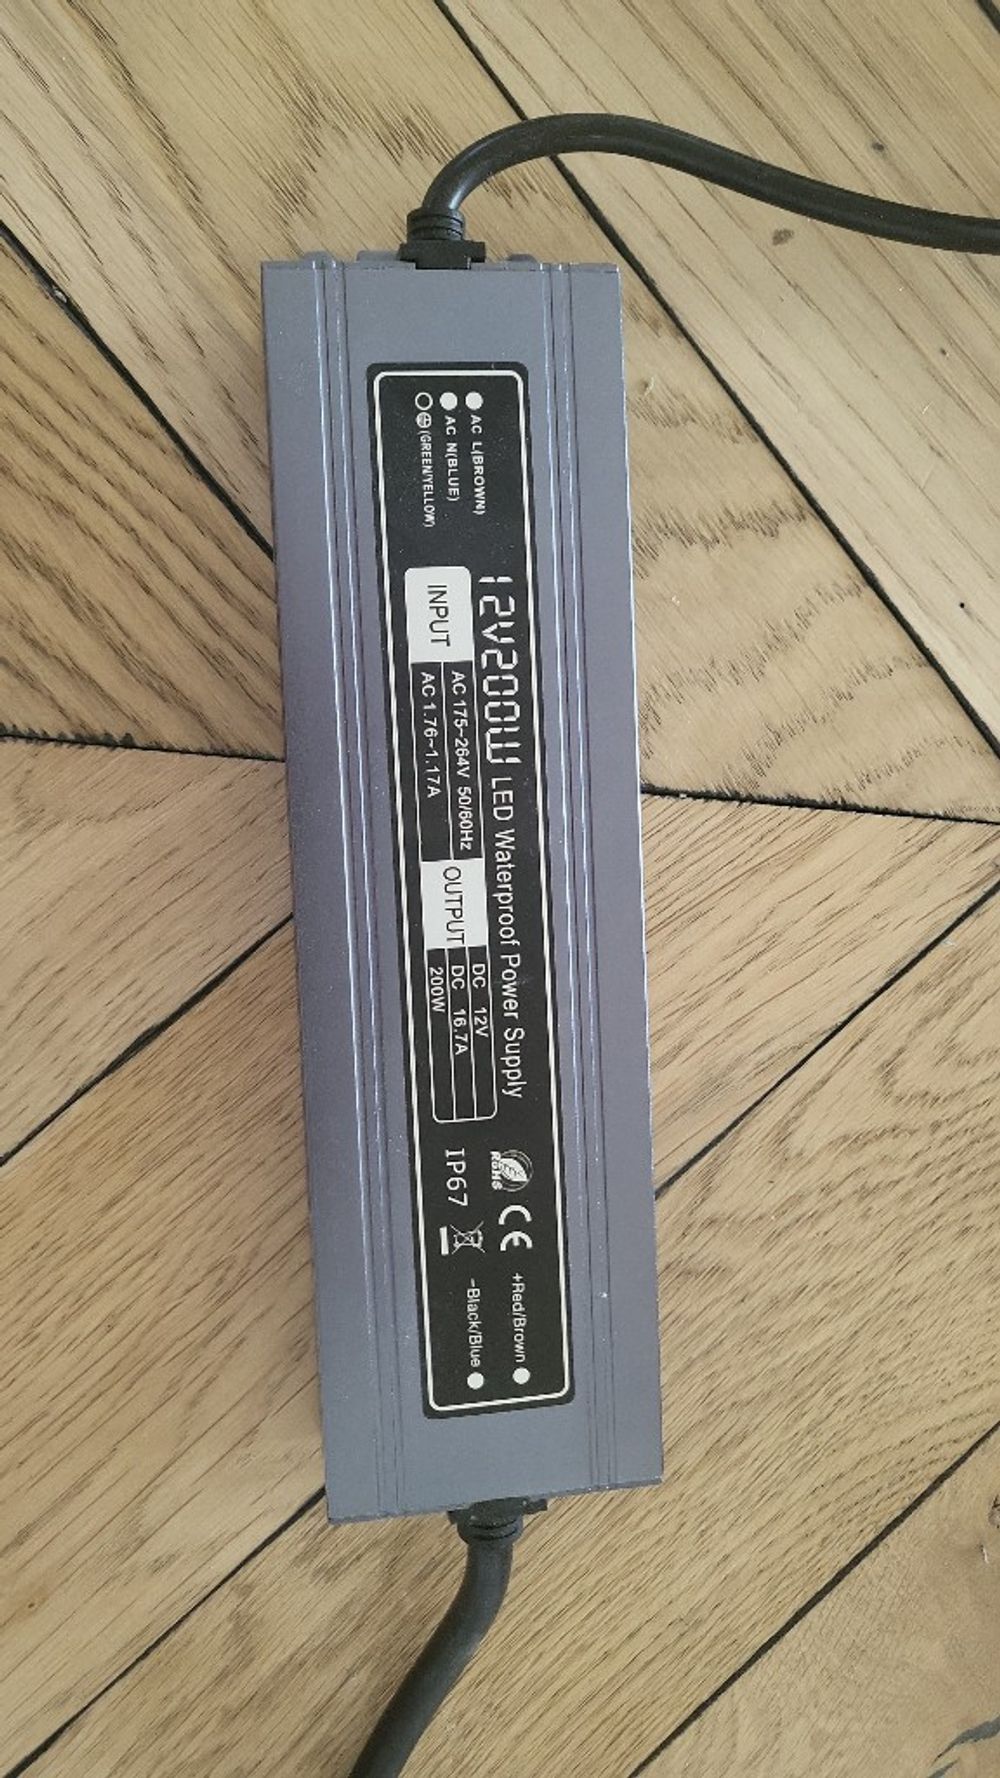 AC L(BROWN)
AC N(BLUE)
(GREEN/YELLOW)
12V200W LED Waterproof Power Supply
INPUT
AC 175~264V 50/60Hz
AC 1.76~1.17A
OUTPUT
DC 12V
DC 16.7A
200W
RoHS
CE
IP67
+Red/Brown
-Black/Blue